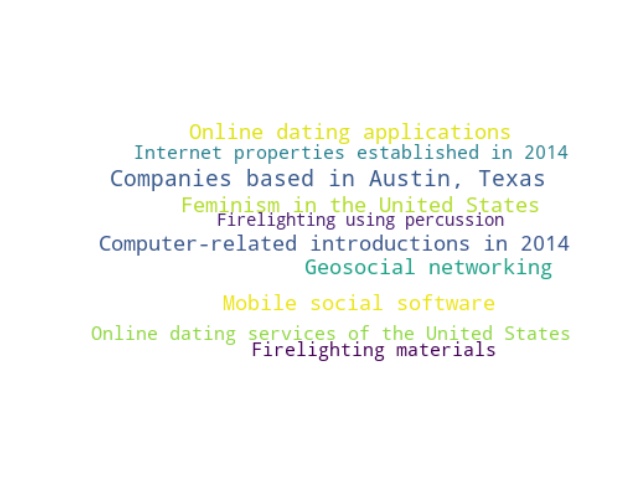 Online dating applications
Internet properties established in 2014
Companies based in Austin, Texas
Feminism in the United States
Firelighting using percussion
Computer-related introductions in 2014
Geosocial networking
Mobile social software
Online dating services of the United States
Firelighting materials